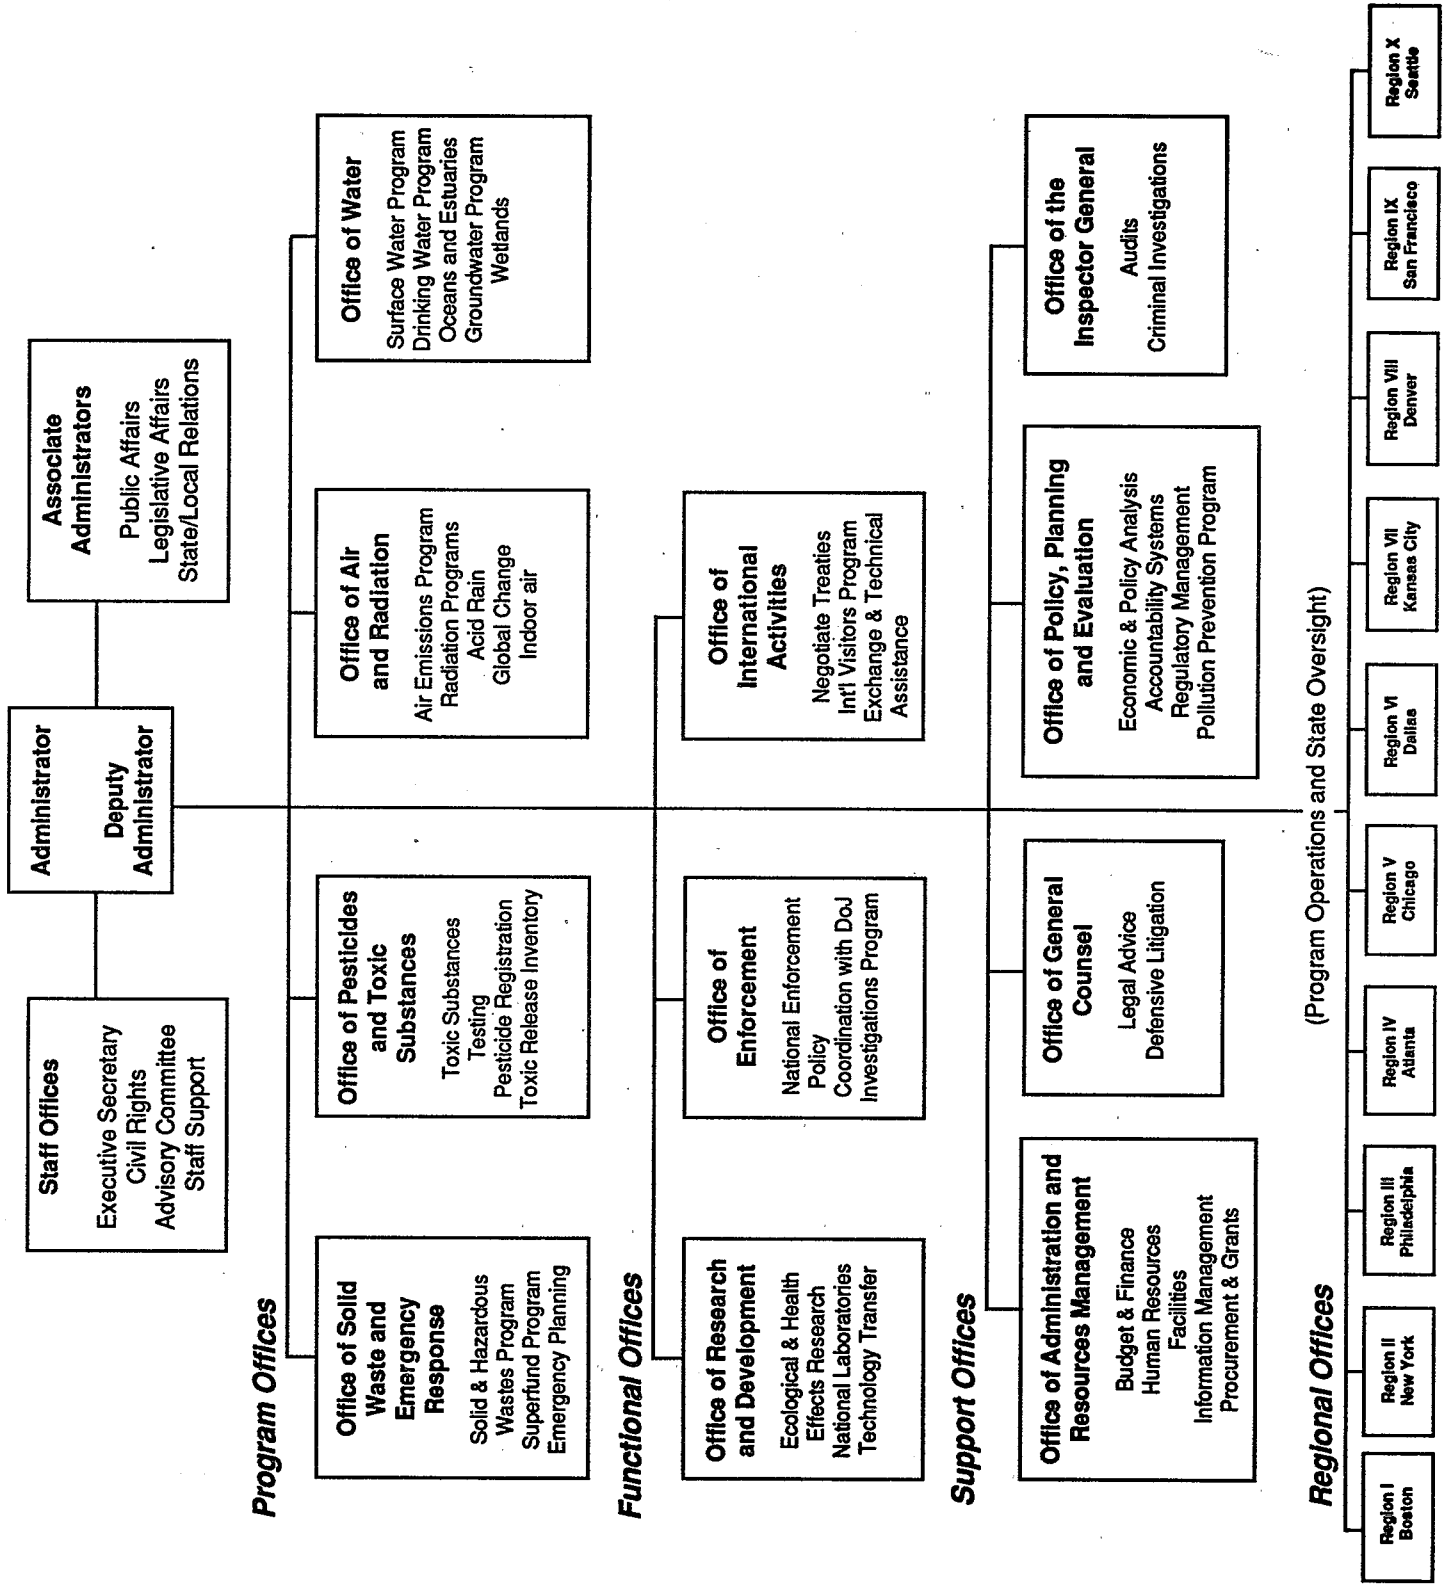 Administrator
Deputy
Administrator
Staff Offices
Executive Secretary
Civil Rights
Advisory Committee
Staff Support
Associate
Administrators
Public Affairs
Legislative Affairs
State/Local Relations
Program Offices
Office of Solid
Waste and
Emergency
Response
Solid & Hazardous
Wastes Program
Superfund Program
Emergency Planning
Office of Pesticides
and Toxic
Substances
Toxic Substances
Testing
Pesticide Registration
Toxic Release Inventory
Office of Air
and Radiation
Air Emissions Program
Radiation Programs
Acid Rain
Global Change
Indoor air
Office of Water
Surface Water Program
Drinking Water Program
Oceans and Estuaries
Groundwater Program
Wetlands
Functional Offices
Office of Research
and Development
Ecological & Health
Effects Research
National Laboratories
Technology Transfer
Office of
Enforcement
National Enforcement
Policy
Coordination with DoJ
Investigations Program
Office of
International
Activities
Negotiate Treaties
Int'l Visitors Program
Exchange & Technical
Assistance
Support Offices
Office of Administration and
Resources Management
Budget & Finance
Human Resources
Facilities
Information Management
Procurement & Grants
Office of General
Counsel
Legal Advice
Defensive Litigation
Office of Policy, Planning
and Evaluation
Economic & Policy Analysis
Accountability Systems
Regulatory Management
Pollution Prevention Program
Office of the
Inspector General
Audits
Criminal Investigations
Regional Offices
(Program Operations and State Oversight)
Region I
Boston
Region II
New York
Region III
Philadelphia
Region IV
Atlanta
Region V
Chicago
Region VI
Dallas
Region VII
Kansas City
Region VIII
Denver
Region IX
San Francisco
Region X
Seattle